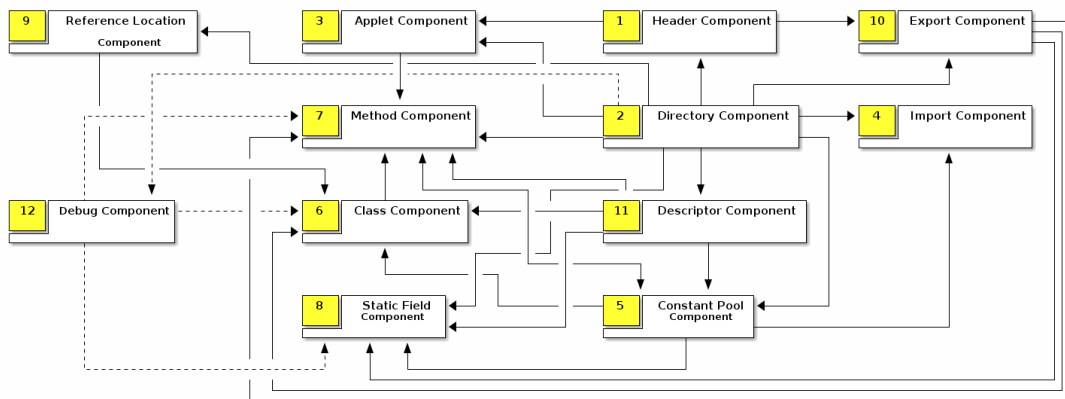 9
Reference Location
Component
3
Applet Component
1
Header Component
10
Export Component
7
Method Component
2
Directory Component
4
Import Component
12
Debug Component
6
Class Component
11
Descriptor Component
8
Static Field
Component
5
Constant Pool
Component